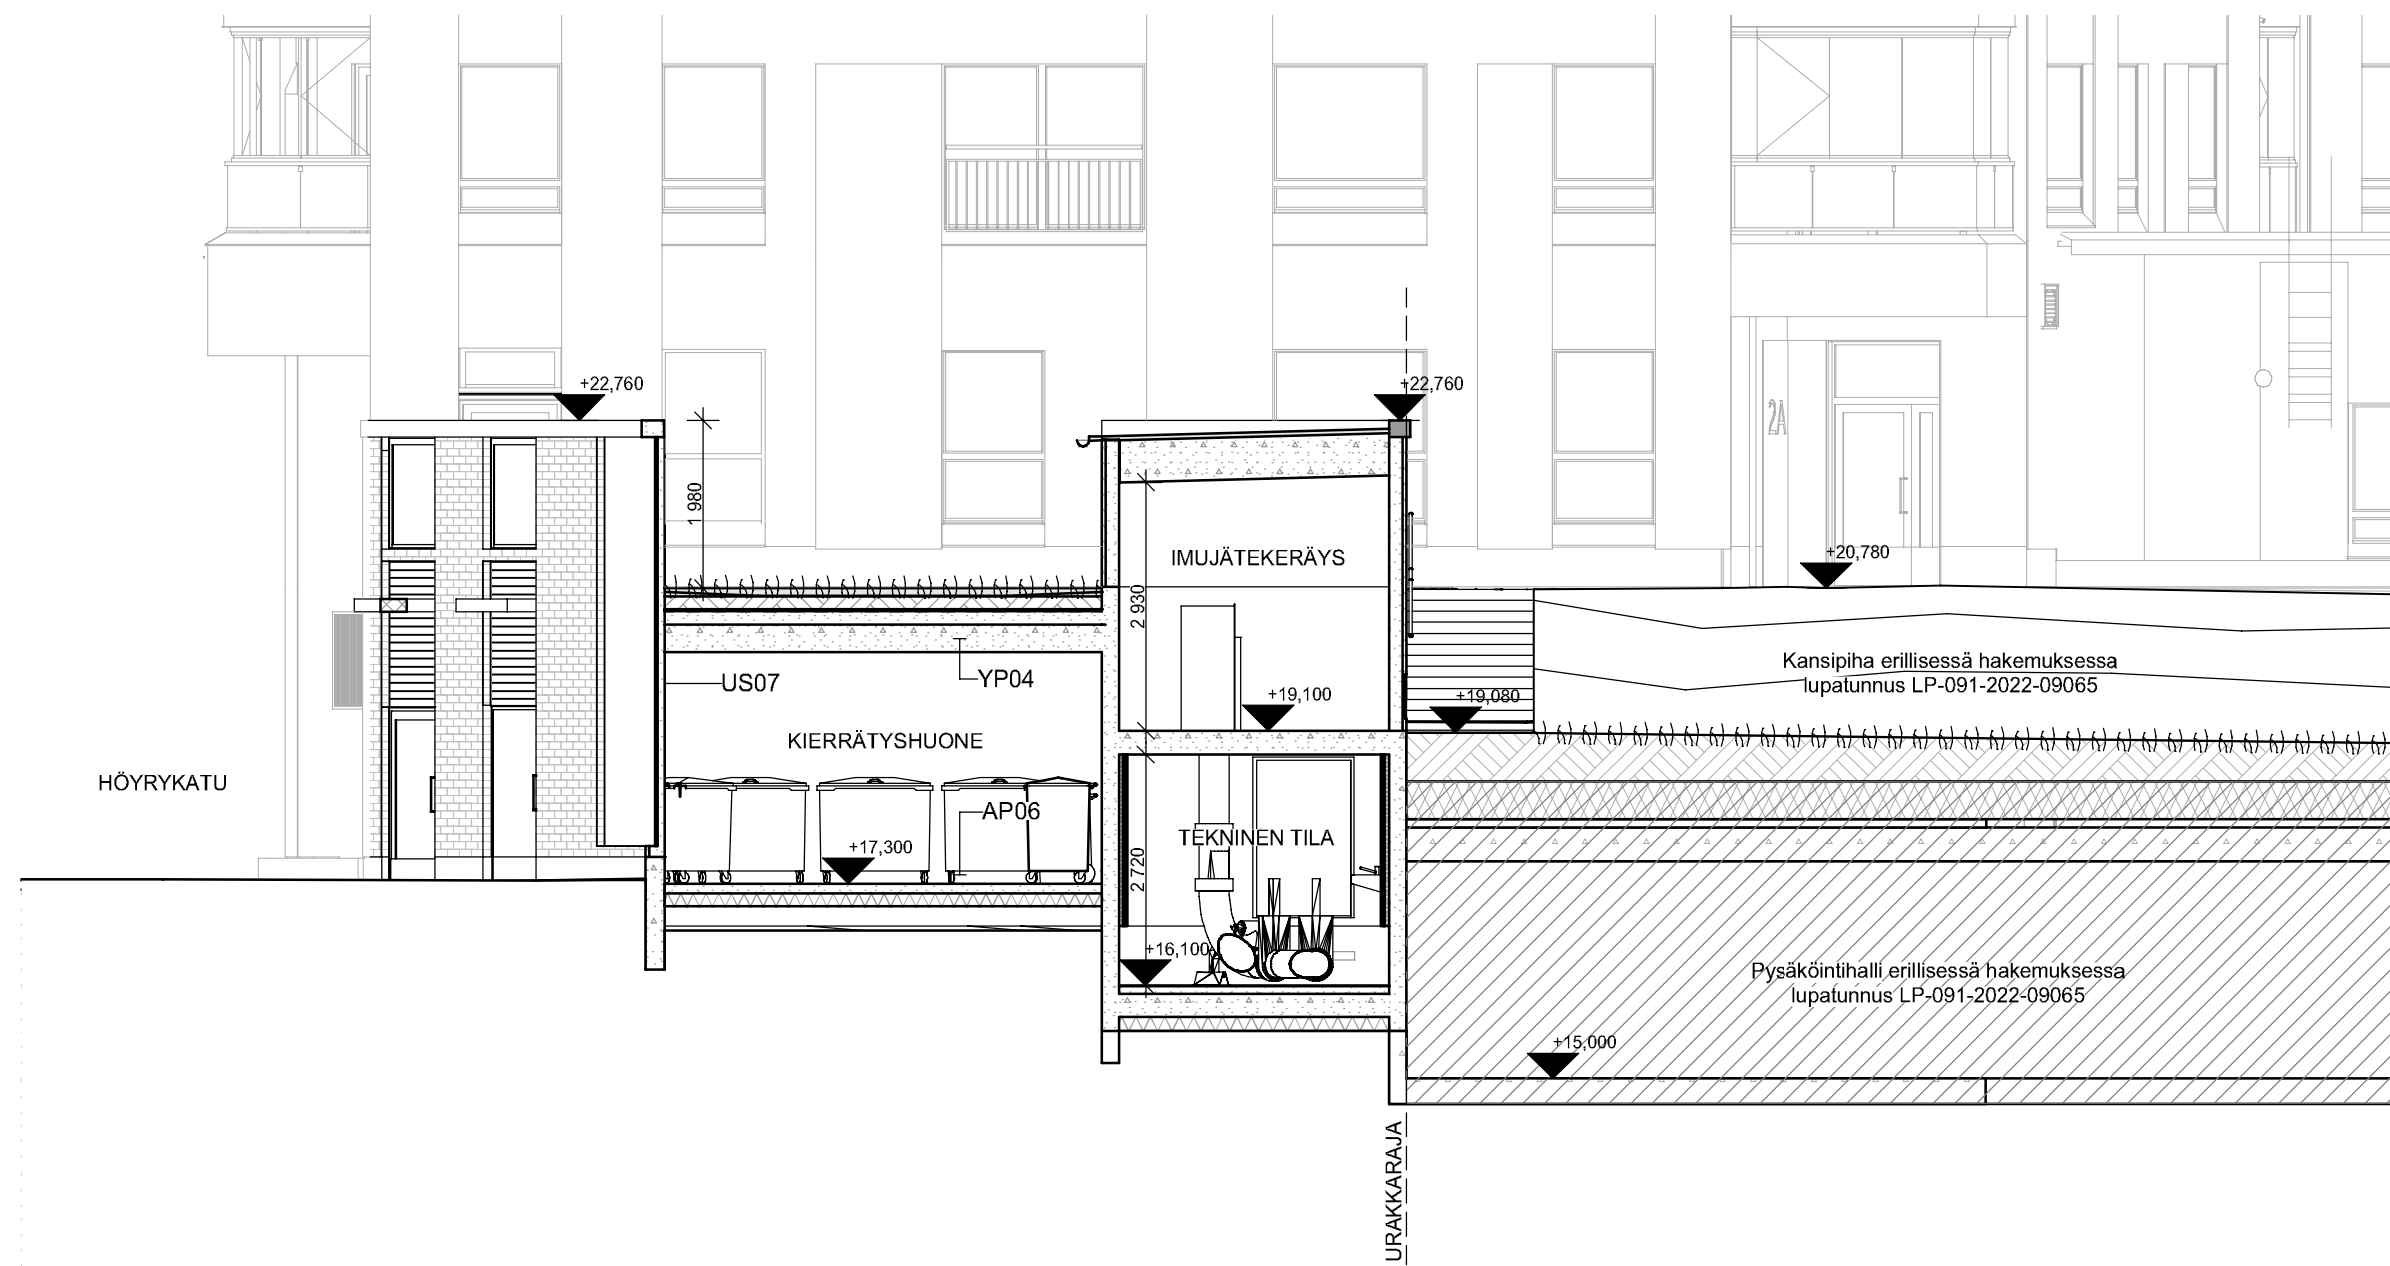 +22,760
+22,760
2A
1 980
IMUJÄTEKERÄYS
+20,780
2 930
Kansipiha erillisessä hakemuksessa
lupatunnus LP-091-2022-09065
US07
YP04
+19,100
+19,080
KIERRÄTYSHUONE
HÖYRYKATU
AP06
TEKNINEN TILA
+17,300
2 720
+16,100
Pysäköintihalli erillisessä hakemuksessa
lupatunnus LP-091-2022-09065
+15,000
URAKKARAJA